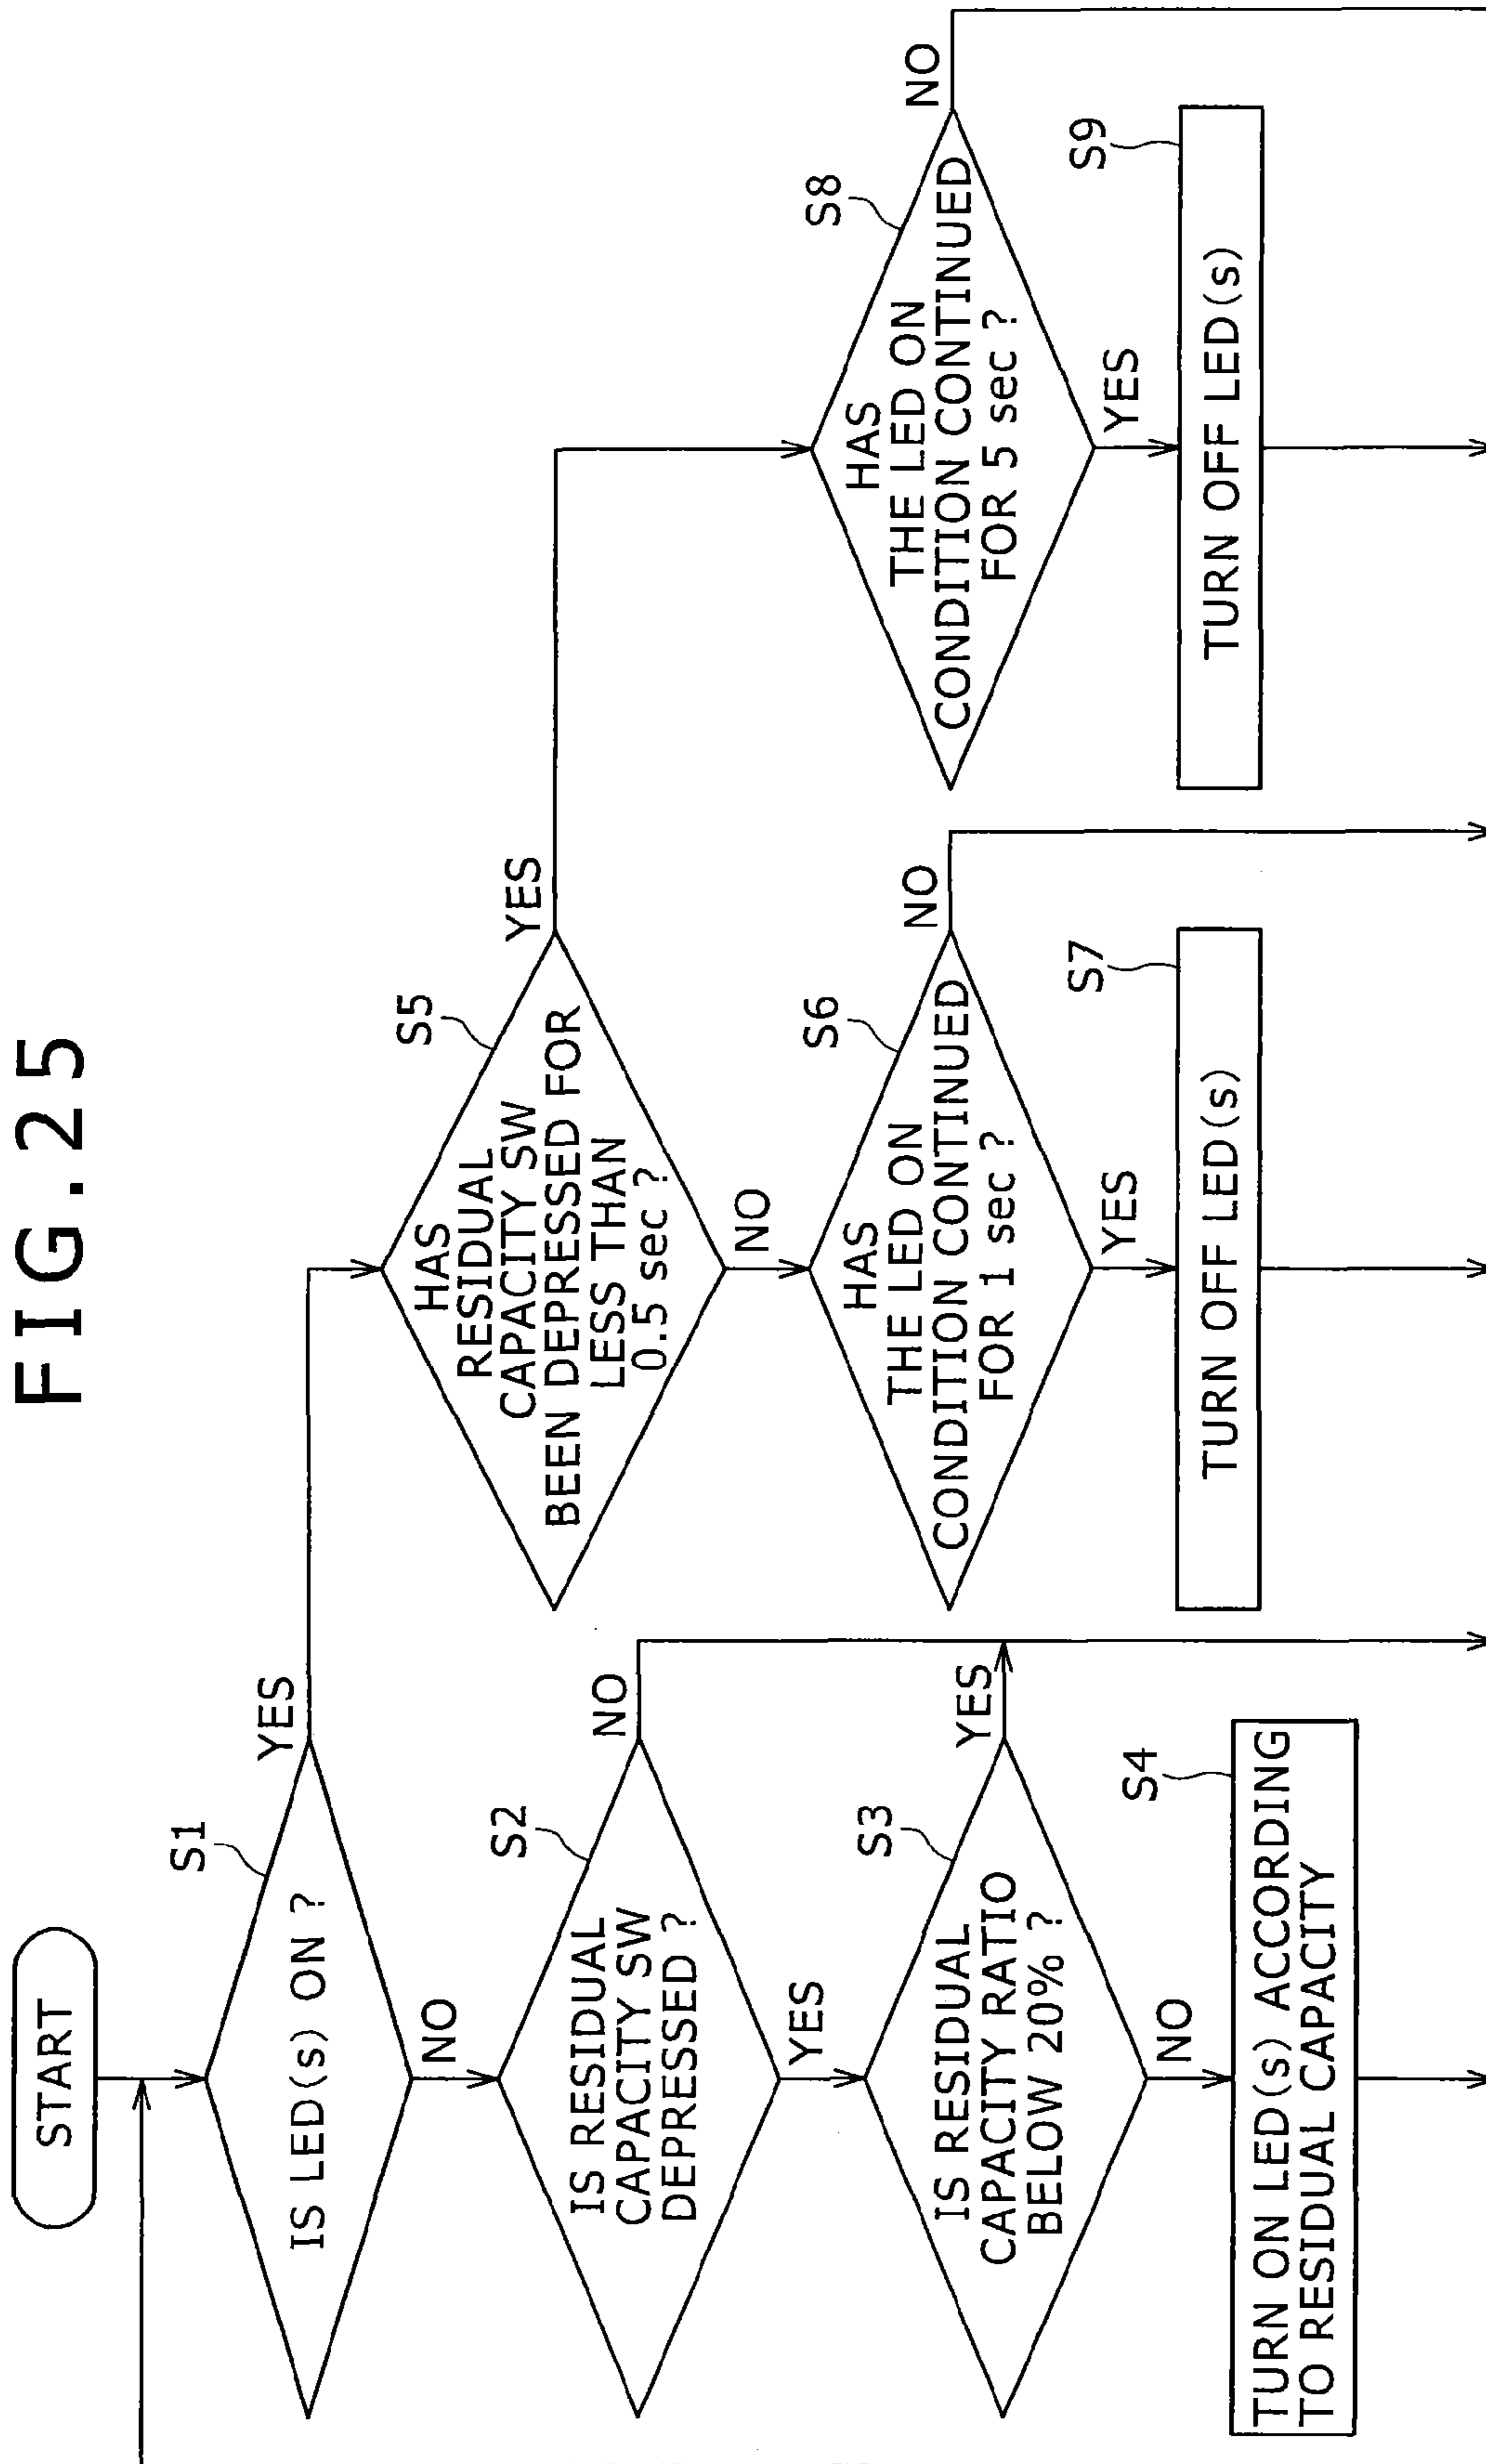 FIG.25
START
S1
IS LED(s) ON ?
YES
NO
S2
IS RESIDUAL
CAPACITY SW
DEPRESSED ?
NO
YES
S3
IS RESIDUAL
CAPACITY RATIO
BELOW 20% ?
YES
NO
S4
TURN ON LED(s) ACCORDING
TO RESIDUAL CAPACITY
S5
HAS
RESIDUAL
CAPACITY SW
BEEN DEPRESSED FOR
LESS THAN
0.5 sec ?
YES
NO
S6
HAS
THE LED ON
CONDITION CONTINUED
FOR 1 sec ?
NO
YES
S7
TURN OFF LED(s)
S8
HAS
THE LED ON
CONDITION CONTINUED
FOR 5 sec ?
NO
YES
S9
TURN OFF LED(s)